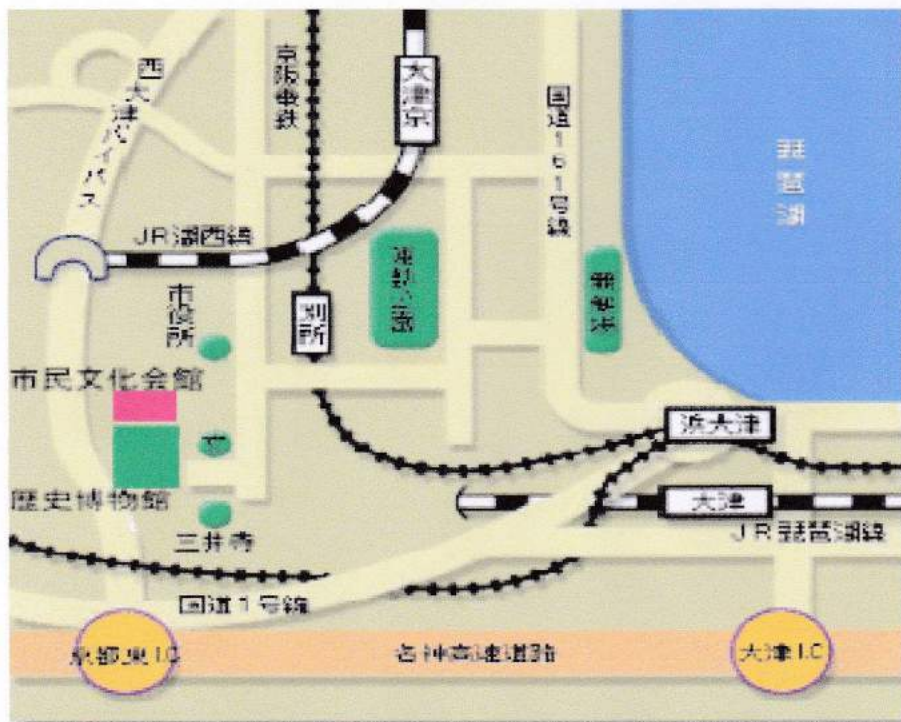 西大津バイパス
京阪電鉄
大津京
国道161号線
琵琶湖
JR湖西線
市役所
別所
市民文化会館
文
浜大津
歴史博物館
大津
三井寺
JR琵琶湖線
国道1号線
京都東I.C
名神高速道路
大津I.C